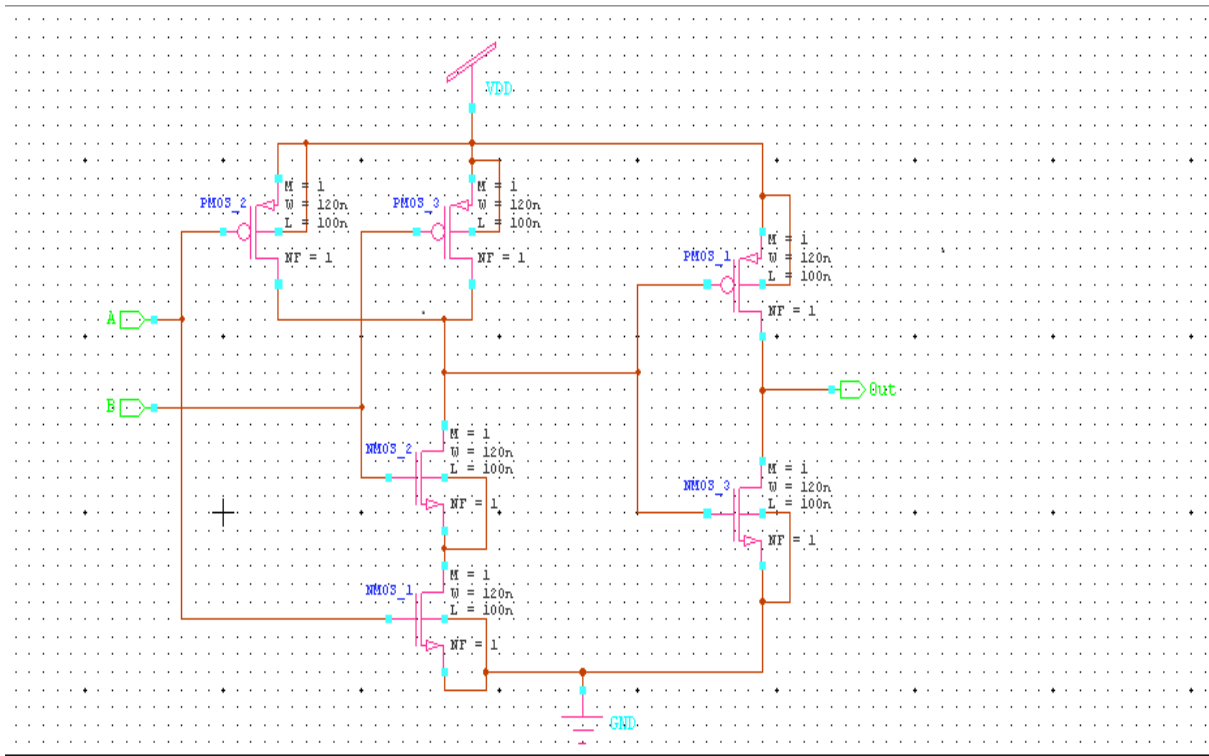 VDD
PMOS_2
M = 1
W = 120n
L = 100n
NF = 1
PMOS_3
M = 1
W = 120n
L = 100n
NF = 1
PMOS_1
M = 1
W = 120n
L = 100n
NF = 1
A
B
Out
NMOS_2
M = 1
W = 120n
L = 100n
NF = 1
NMOS_3
M = 1
W = 120n
L = 100n
NF = 1
NMOS_1
M = 1
W = 120n
L = 100n
NF = 1
GND